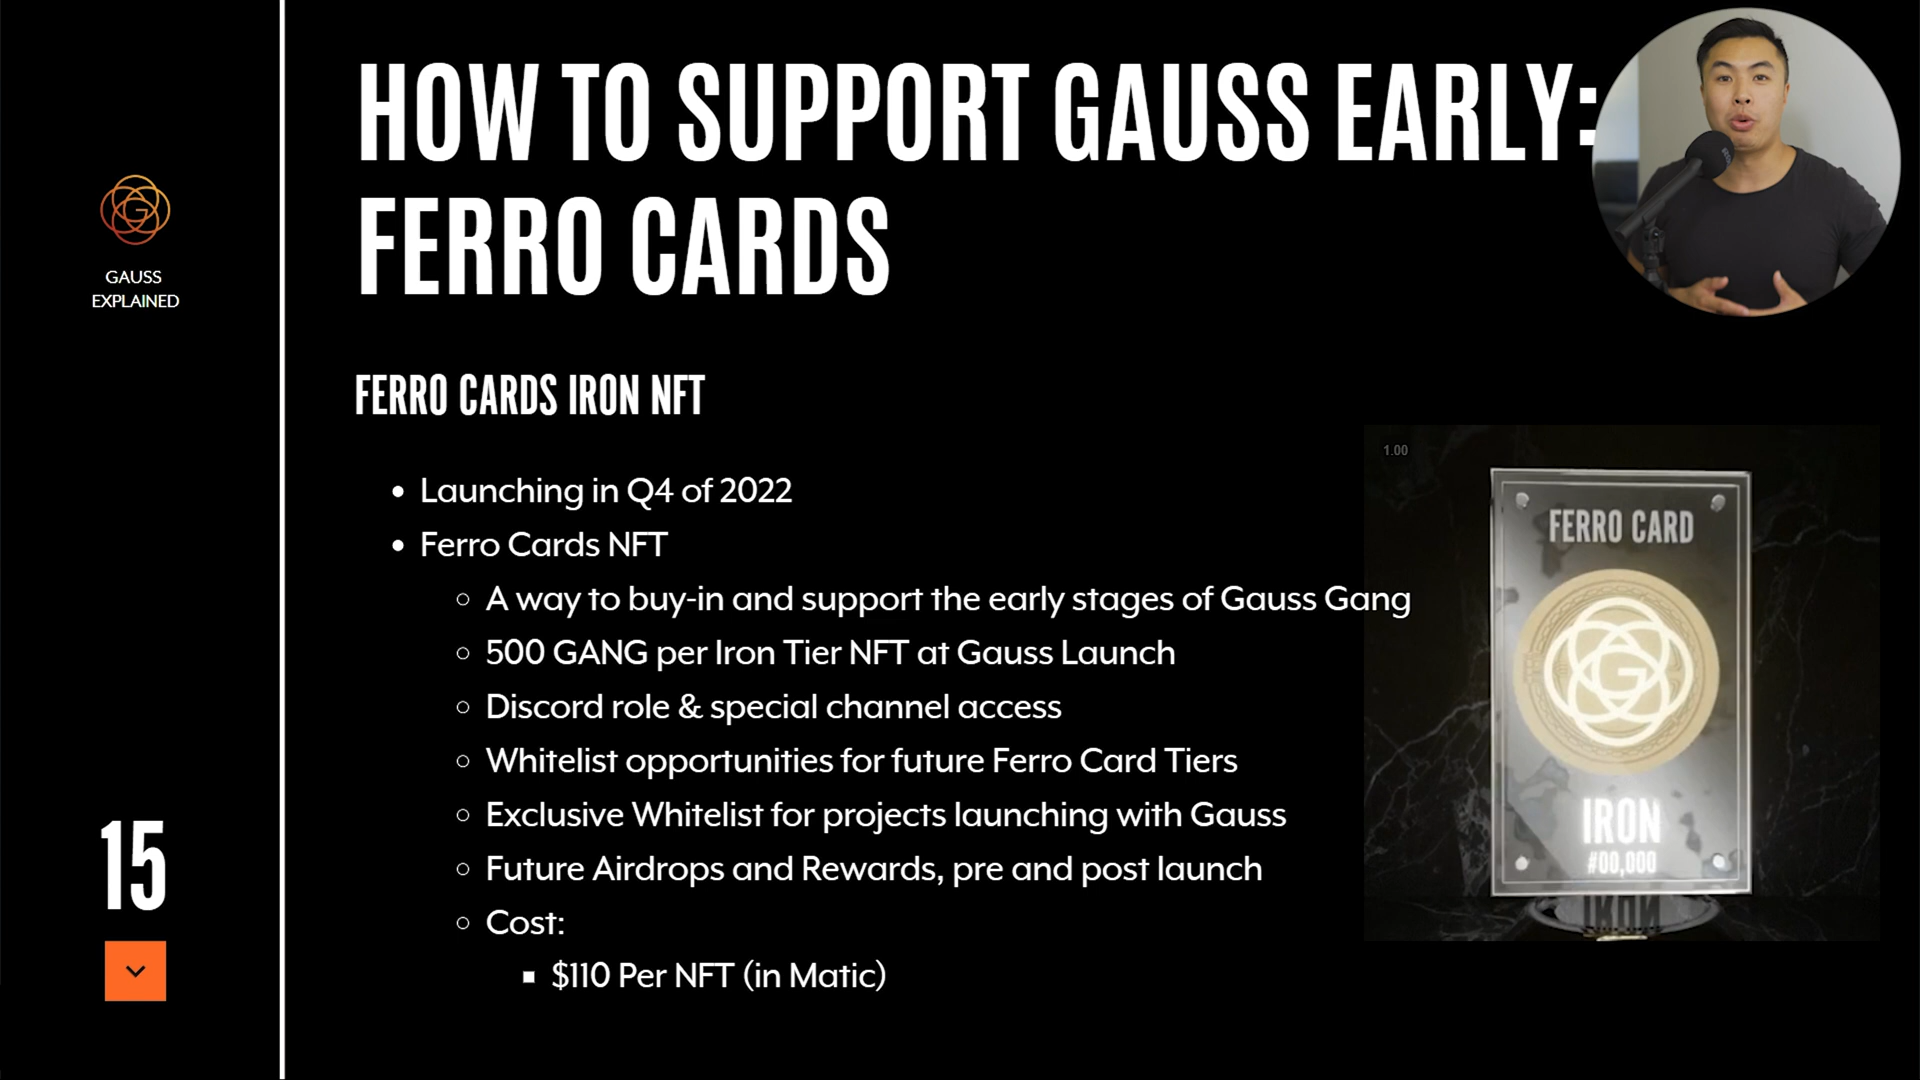 HOW TO SUPPORT GAUSS EARLY:
FERRO CARDS
GAUSS
EXPLAINED
FERRO CARDS IRON NFT
Launching in Q4 of 2022
Ferro Cards NFT
A way to buy-in and support the early stages of Gauss Gang
500 GANG per Iron Tier NFT at Gauss Launch
Discord role & special channel access
Whitelist opportunities for future Ferro Card Tiers
Exclusive Whitelist for projects launching with Gauss
Future Airdrops and Rewards, pre and post launch
Cost:
$110 Per NFT (in Matic)
1.00
FERRO CARD
G
IRON
#00,000
15